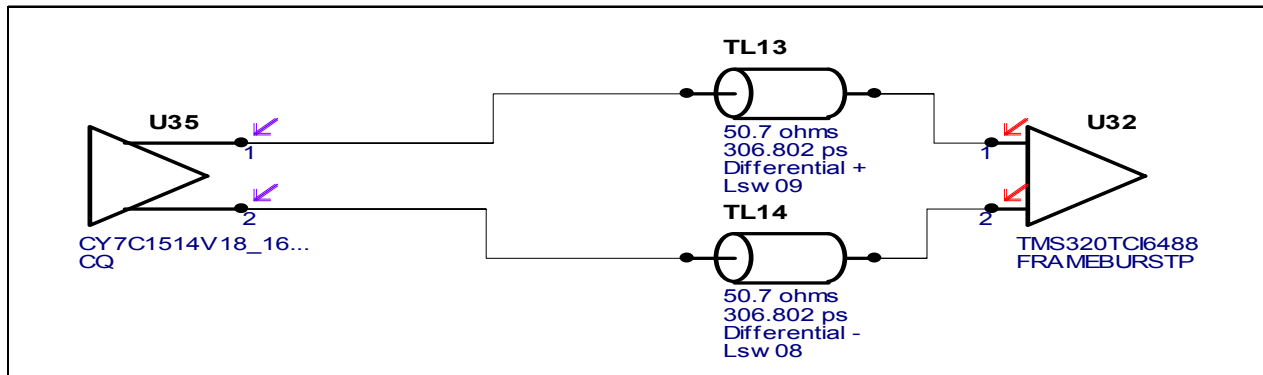 TL13
50.7 ohms
306.802 ps
Differential +
Lsw 09
U35
1
2
CY7C1514V18_16...
CQ
U32
1
2
TMS320TCI6488
FRAMEBURSTP
TL14
50.7 ohms
306.802 ps
Differential -
Lsw 08